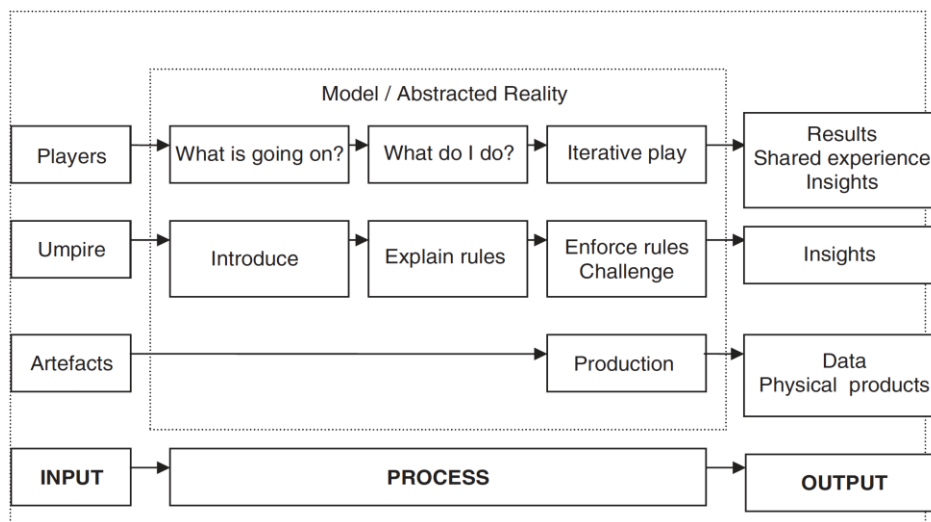 Model / Abstracted Reality
Players
What is going on?
What do I do?
Iterative play
Results
Shared experience
Insights
Umpire
Introduce
Explain rules
Enforce rules
Challenge
Insights
Artefacts
Production
Data
Physical products
INPUT
PROCESS
OUTPUT